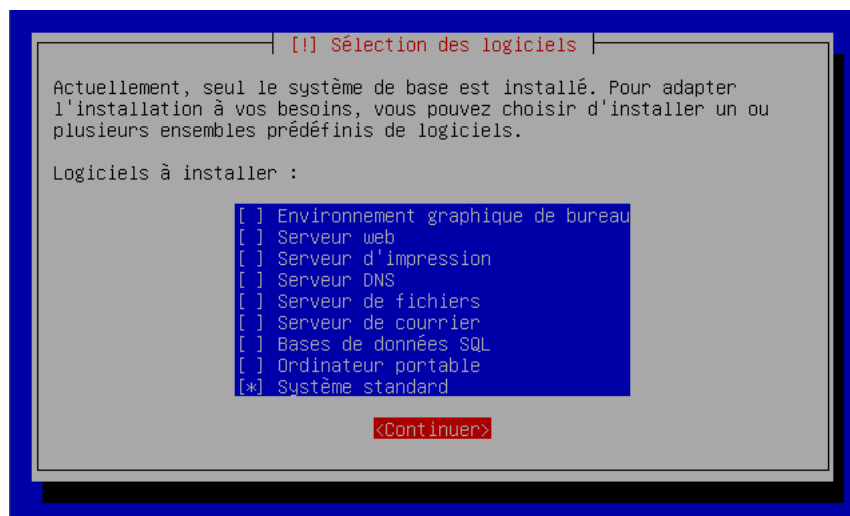 [!] Sélection des logiciels
Actuellement, seul le système de base est installé. Pour adapter
l'installation à vos besoins, vous pouvez choisir d'installer un ou
plusieurs ensembles prédéfinis de logiciels.
Logiciels à installer :
[ ] Environnement graphique de bureau
[ ] Serveur web
[ ] Serveur d'impression
[ ] Serveur DNS
[ ] Serveur de fichiers
[ ] Serveur de courrier
[ ] Bases de données SQL
[ ] Ordinateur portable
[*] Système standard
<Continuer>